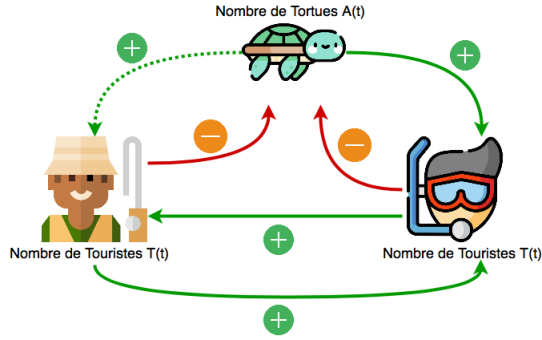 Nombre de Tortues A(t)
+
+
−
−
Nombre de Touristes T(t)
Nombre de Touristes T(t)
+
+